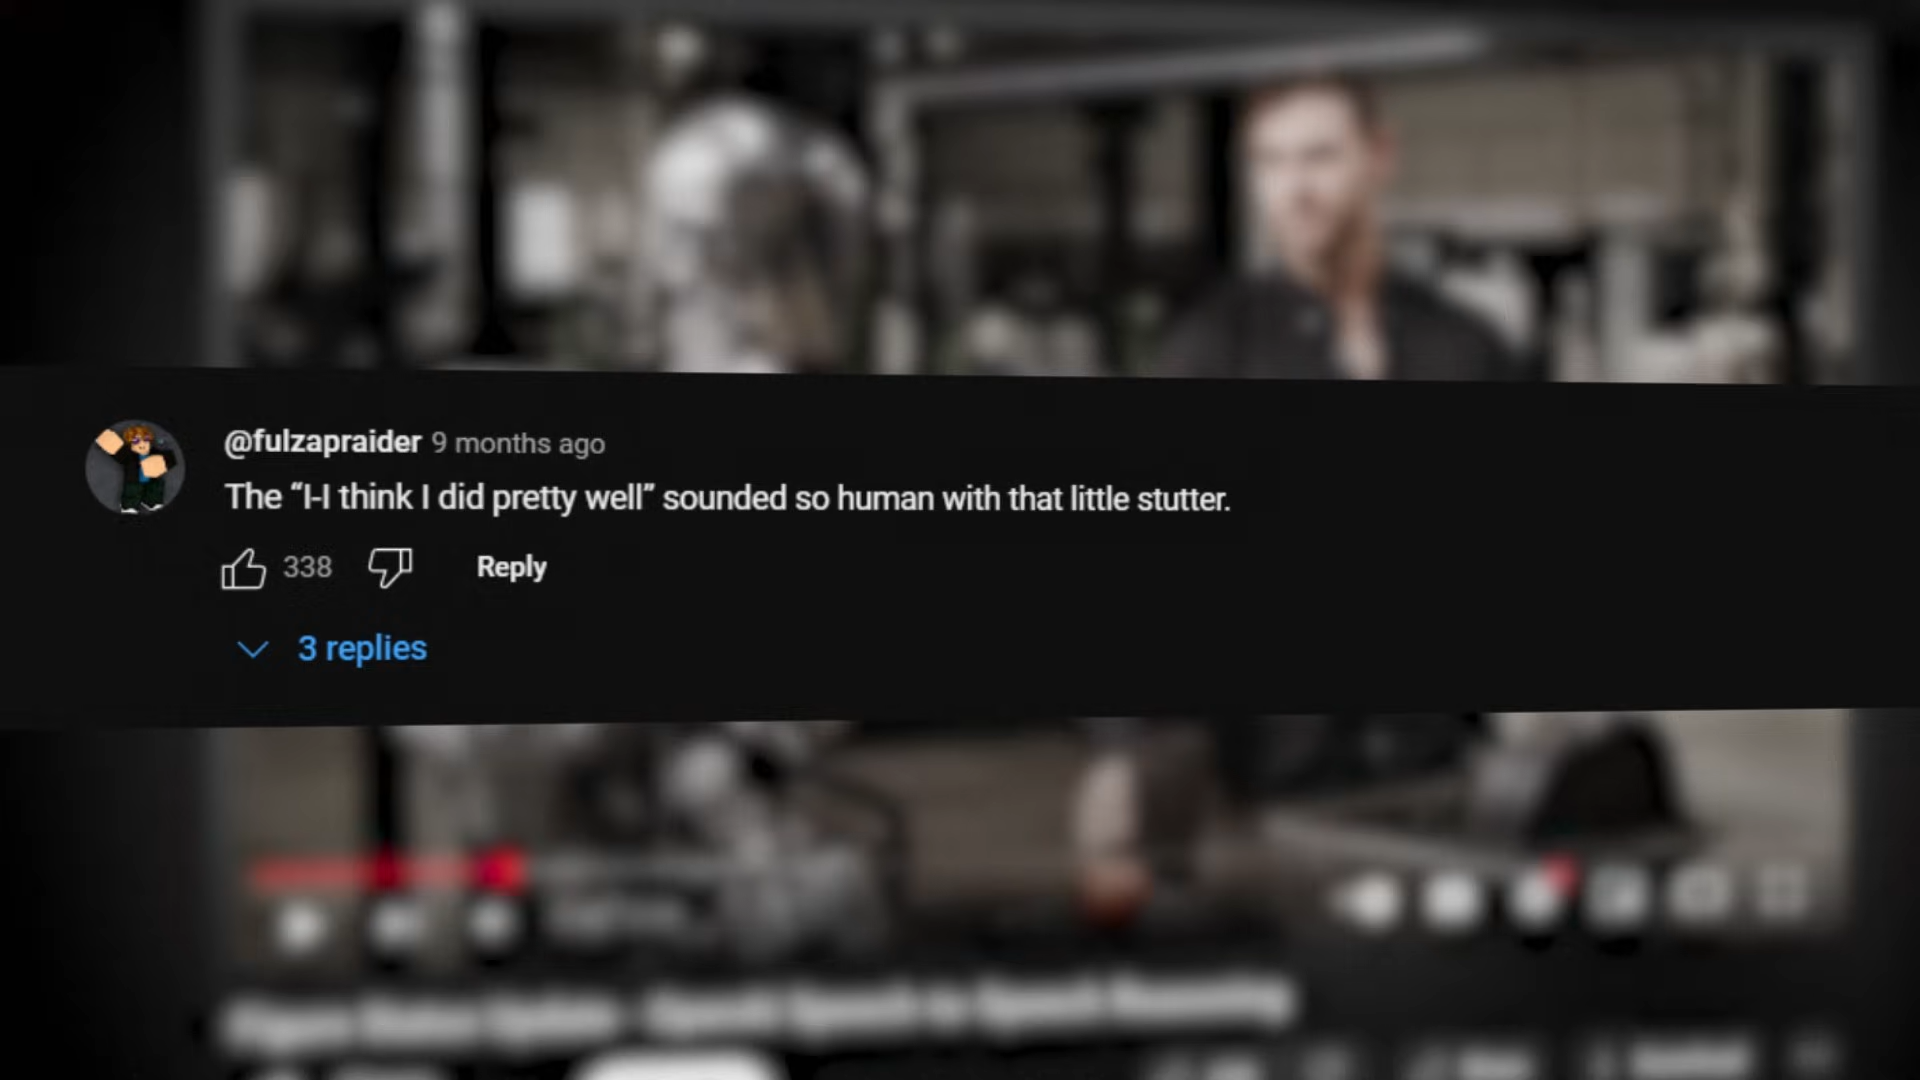 @fulzapraider 9 months ago
The “I-I think I did pretty well” sounded so human with that little stutter.
338 Reply
3 replies